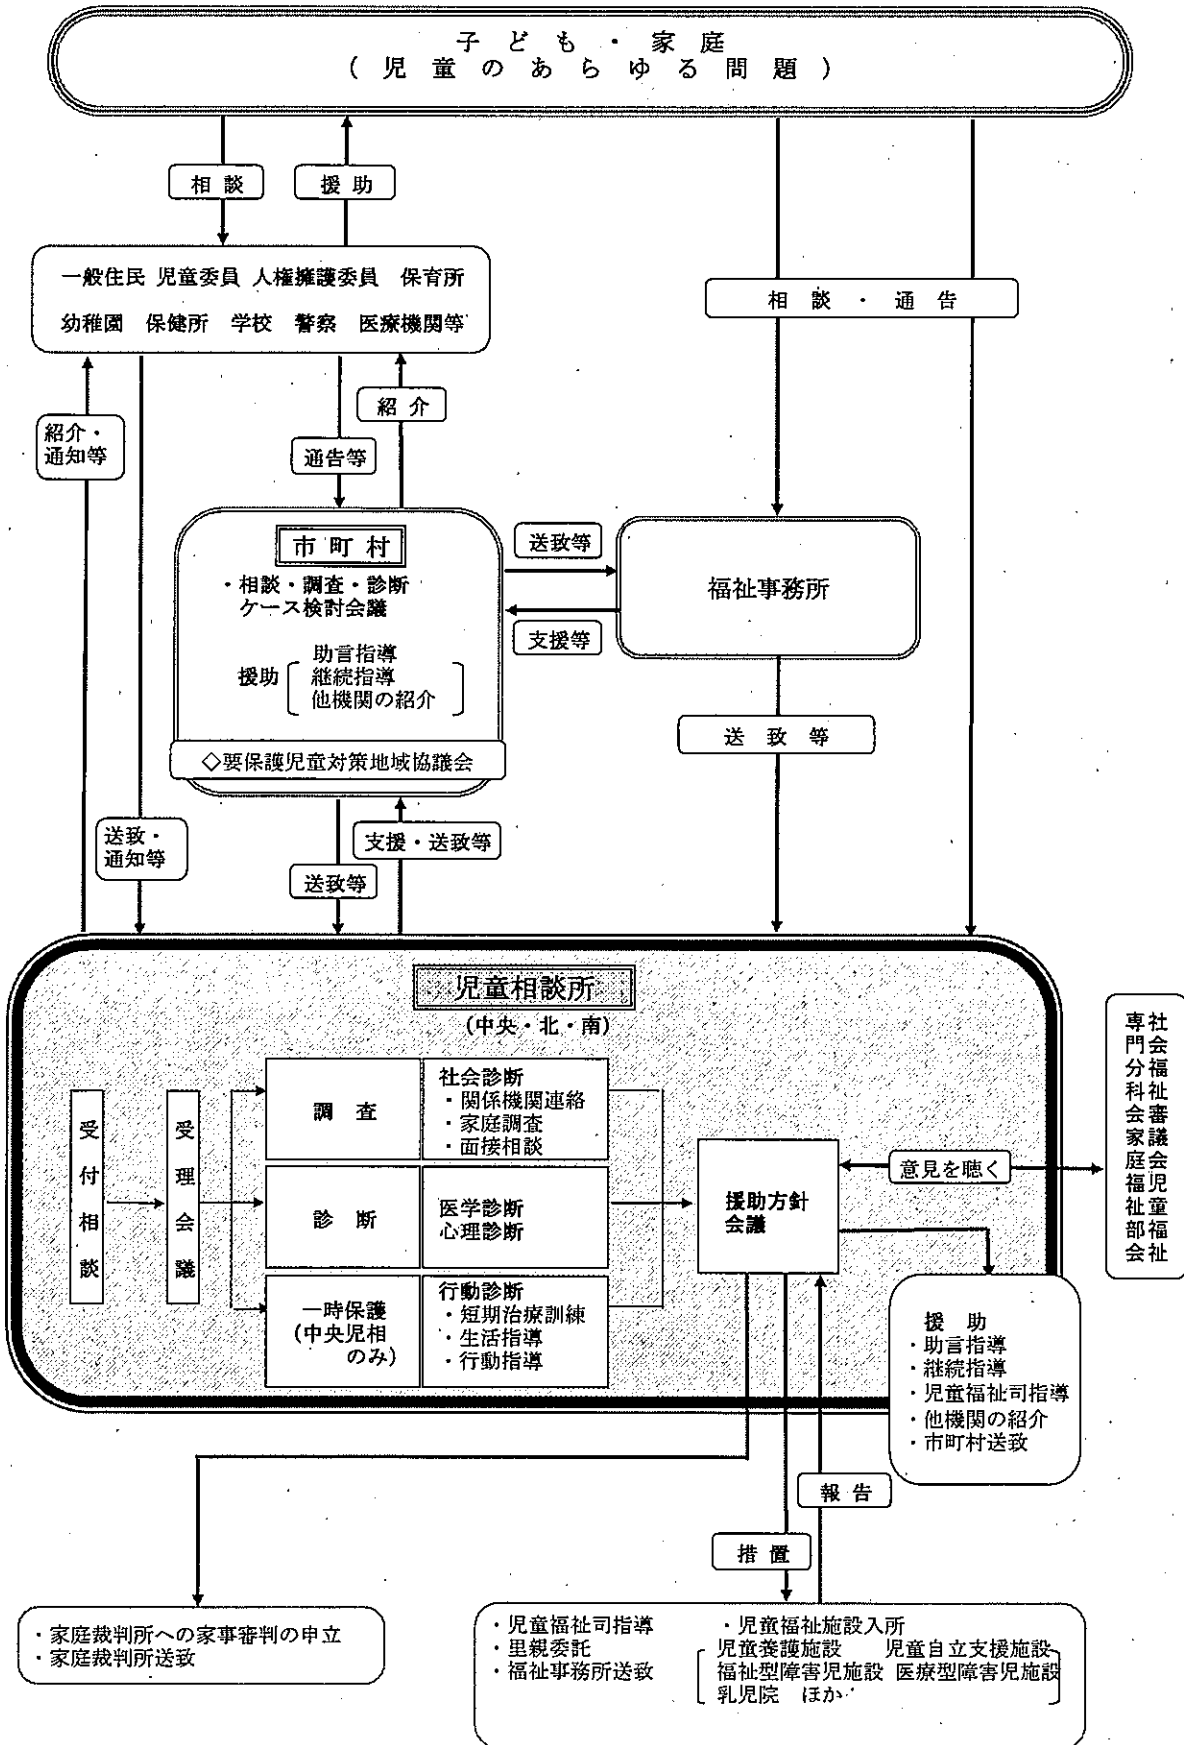 子ども・家庭
(児童のあらゆる問題)
相談
援助
一般住民 児童委員 人権擁護委員 保育所
幼稚園 保健所 学校 警察 医療機関等
相談・通告
紹介・
通知等
紹介
通告等
市町村
・相談・調査・診断
ケース検討会議
援助
助言指導
継続指導
他機関の紹介
◇要保護児童対策地域協議会
送致等
支援等
福祉事務所
送致等
送致・
通知等
支援・送致等
送致等
児童相談所
(中央・北・南)
受付相談
受理会議
調査
社会診断
・関係機関連絡
・家庭調査
・面接相談
診断
医学診断
心理診断
一時保護
(中央児相
のみ)
行動診断
・短期治療訓練
・生活指導
・行動指導
援助方針
会議
意見を聴く
社会福祉審議会児童福祉
専門分科会家庭福祉部会
援助
・助言指導
・継続指導
・児童福祉司指導
・他機関の紹介
・市町村送致
報告
措置
・家庭裁判所への家事審判の申立
・家庭裁判所送致
・児童福祉司指導
・里親委託
・福祉事務所送致
・児童福祉施設入所
児童養護施設 児童自立支援施設
福祉型障害児施設 医療型障害児施設
乳児院 ほか